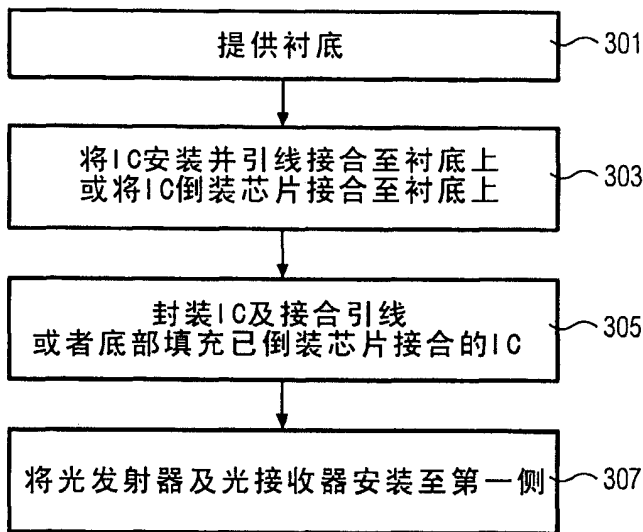 提供衬底
301
将IC安装并引线接合至衬底上
或将IC倒装芯片接合至衬底上
303
封装IC及接合引线
或者底部填充已倒装芯片接合的IC
305
将光发射器及光接收器安装至第一侧
307